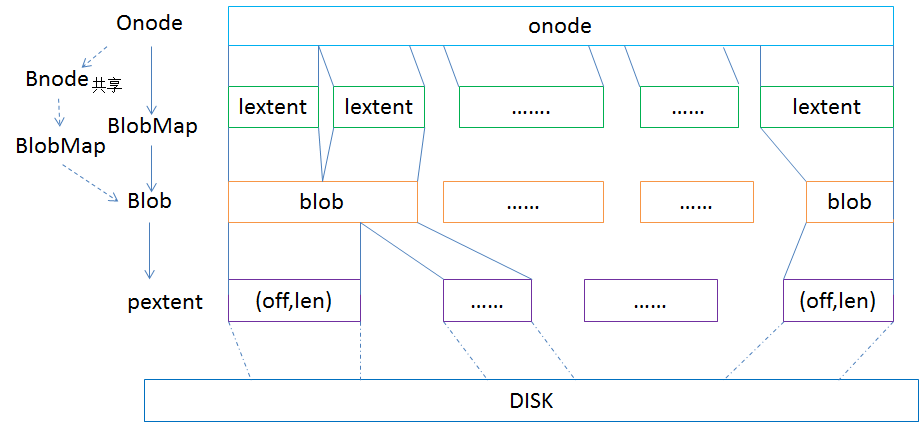 Onode
onode
Bnode共享
lextent
lextent
.......
......
lextent
BlobMap
BlobMap
Blob
blob
......
......
blob
pextent
(off,len)
......
......
(off,len)
DISK